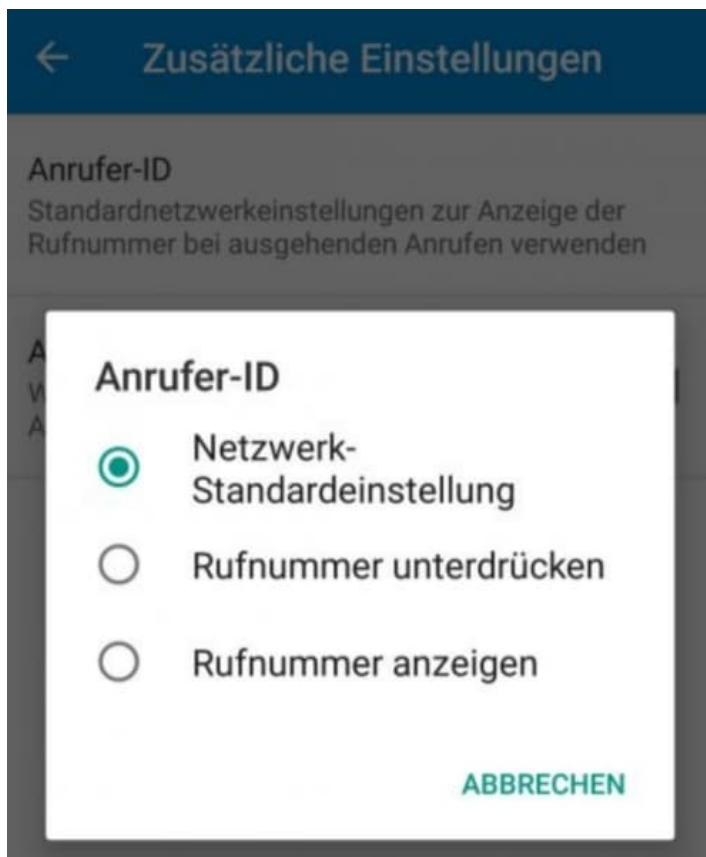 Zusätzliche Einstellungen
Anrufer-ID
Standardnetzwerkeinstellungen zur Anzeige der
Rufnummer bei ausgehenden Anrufen verwenden
Anrufer-ID
Netzwerk-
Standardeinstellung
Rufnummer unterdrücken
Rufnummer anzeigen
ABBRECHEN